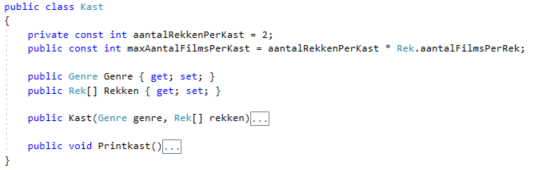 public class Kast
{
private const int aantalRekkenPerKast = 2;
public const int maxAantalFilmsPerKast = aantalRekkenPerKast * Rek.aantalFilmsPerRek;
public Genre Genre { get; set; }
public Rek[] Rekken { get; set; }
public Kast(Genre genre, Rek[] rekken)...
public void Printkast()...
}